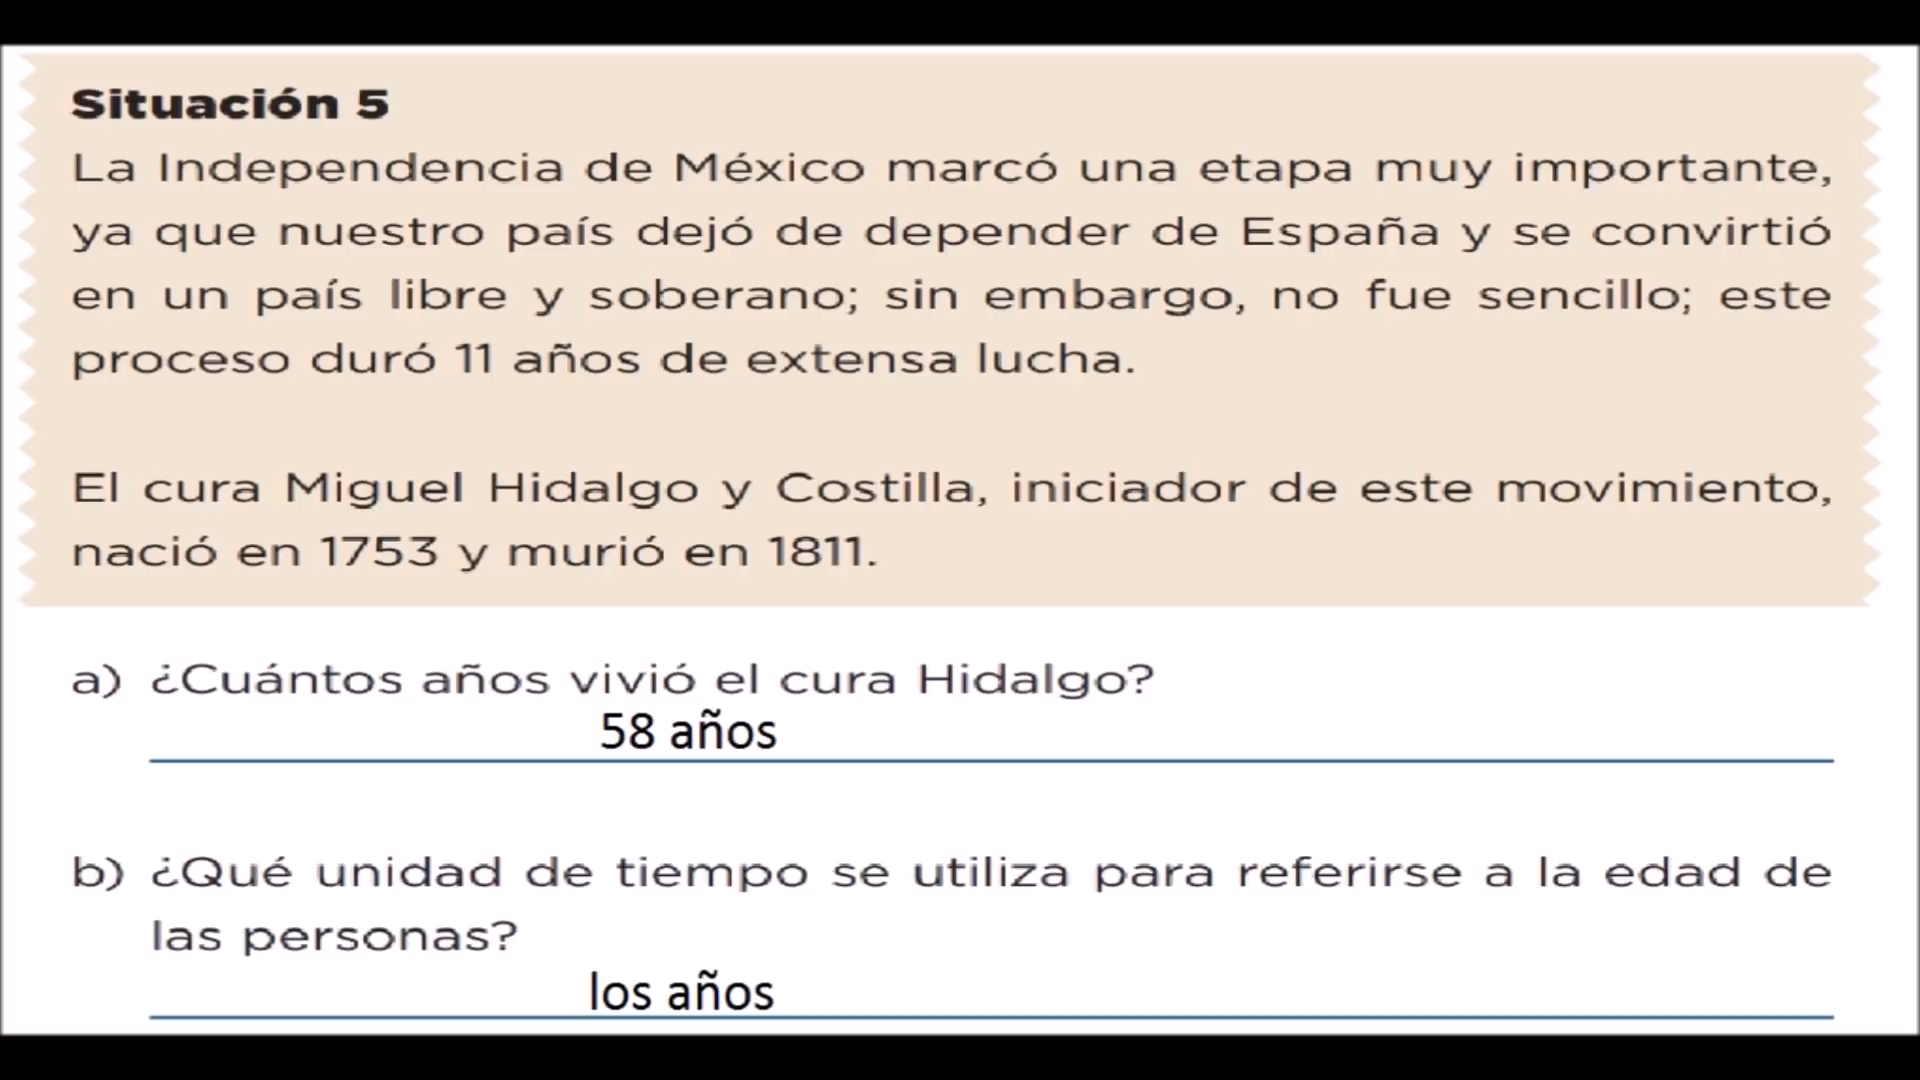 Situación 5
La Independencia de México marcó una etapa muy importante,
ya que nuestro país dejó de depender de España y se convirtió
en un país libre y soberano; sin embargo, no fue sencillo; este
proceso duró 11 años de extensa lucha.
El cura Miguel Hidalgo y Costilla, iniciador de este movimiento,
nació en 1753 y murió en 1811.
a) ¿Cuántos años vivió el cura Hidalgo?
58 años
b) ¿Qué unidad de tiempo se utiliza para referirse a la edad de
las personas?
los años